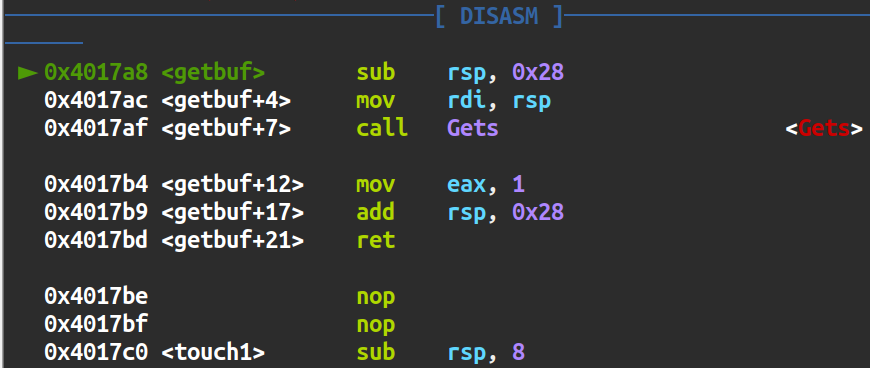 [ DISASM ]
► 0x4017a8 <getbuf> sub rsp, 0x28
0x4017ac <getbuf+4> mov rdi, rsp
0x4017af <getbuf+7> call Gets <Gets>
0x4017b4 <getbuf+12> mov eax, 1
0x4017b9 <getbuf+17> add rsp, 0x28
0x4017bd <getbuf+21> ret
0x4017be nop
0x4017bf nop
0x4017c0 <touch1> sub rsp, 8